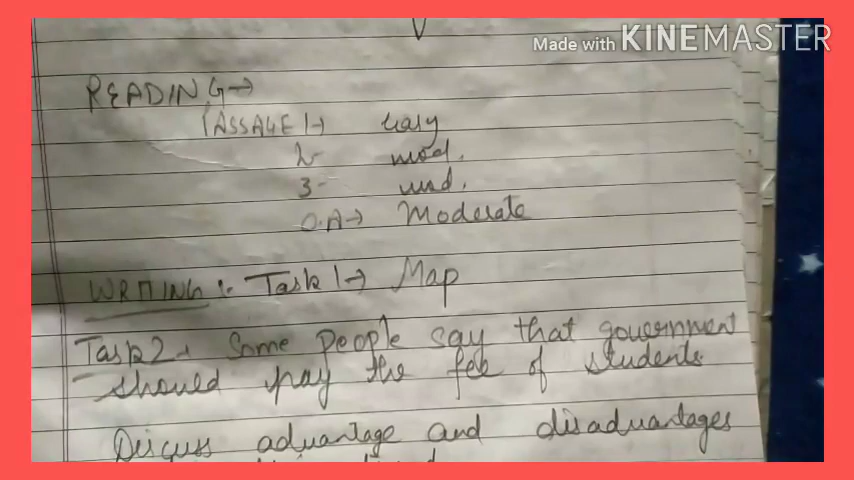 Made with KINEMASTER
READING→
PASSAGE 1→ easy
2- mod.
3- mod.
O.A→ Moderate
WRITING :- Task 1→ Map
Task 2→ Some people say that government
should pay the fee of students.
Discuss advantage and disadvantages